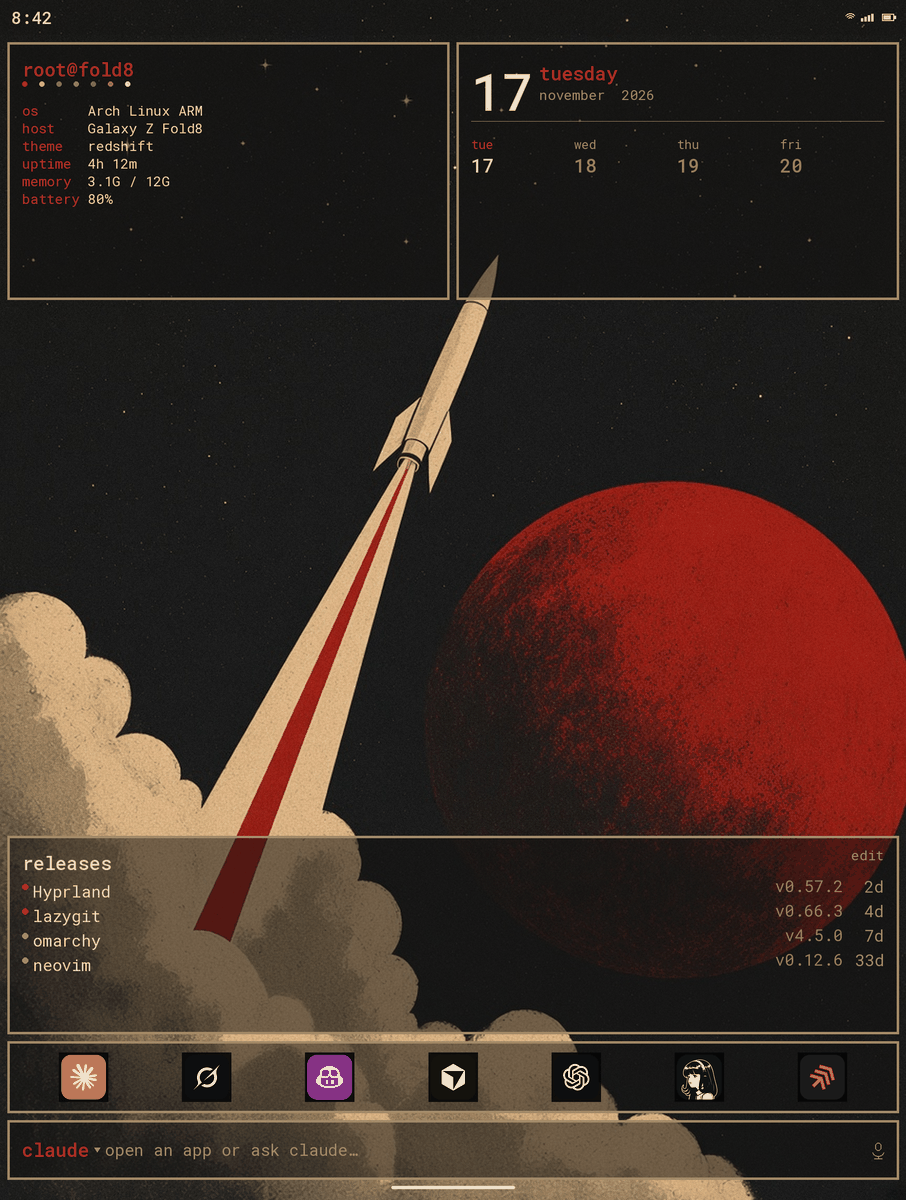 8:42
root@fold8
os Arch Linux ARM
host Galaxy Z Fold8
theme redshift
uptime 4h 12m
memory 3.1G / 12G
battery 80%
17 tuesday
november 2026
tue wed thu fri
17 18 19 20
releases edit
Hyprland v0.57.2 2d
lazygit v0.66.3 4d
omarchy v4.5.0 7d
neovim v0.12.6 33d
claude open an app or ask claude…